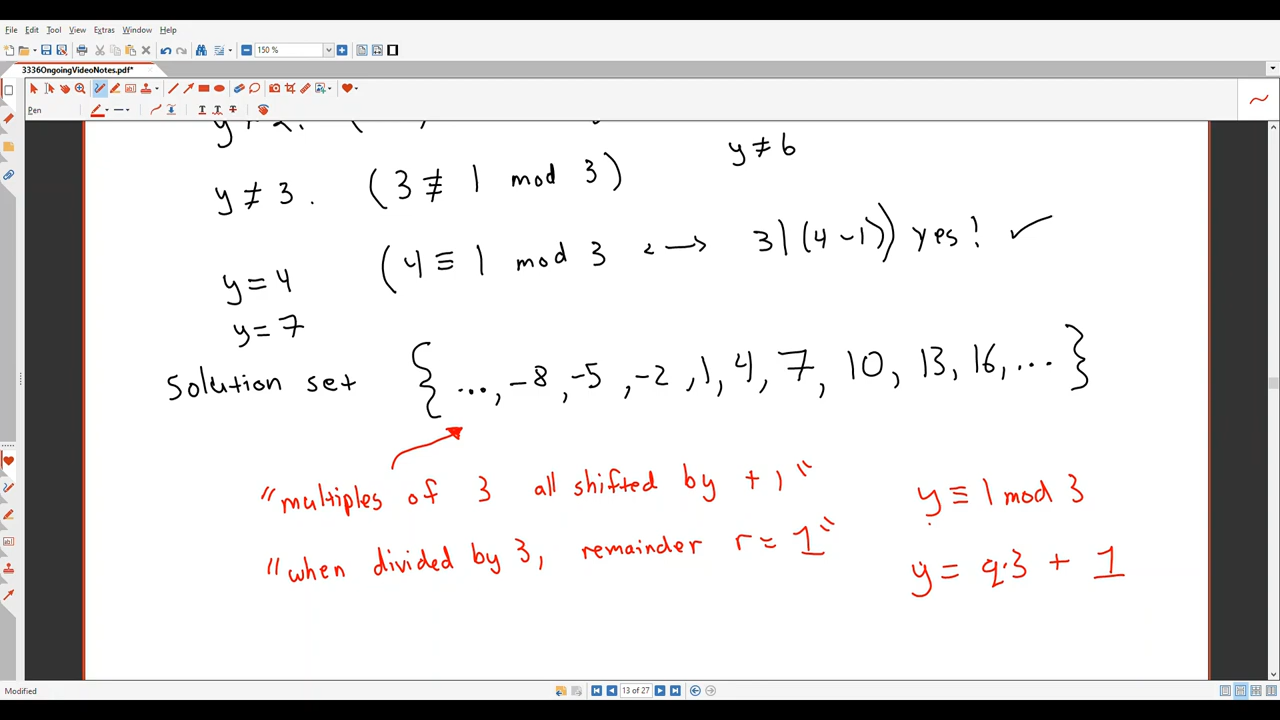 File Edit Tool View Extras Window Help
150 %
3336OngoingVideoNotes.pdf*
Pen
y ≠ 6
y ≠ 3. (3 ≢ 1 mod 3)
y = 4 (4 ≡ 1 mod 3 ⟷ 3|(4-1)) yes! ✓
y = 7
Solution set { ..., -8, -5, -2, 1, 4, 7, 10, 13, 16, ... }
"multiples of 3 all shifted by +1"
y ≡ 1 mod 3
"when divided by 3, remainder r = 1"
y = q·3 + 1
Modified
13 of 27